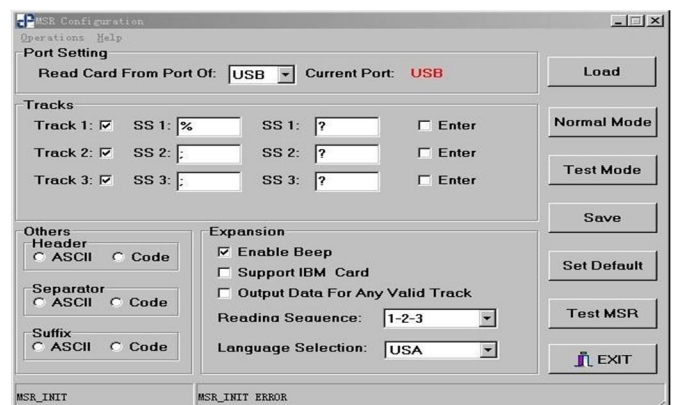 MSR Configuration
Operations Help
Port Setting
Read Card From Port Of: USB Current Port: USB
Load
Tracks
Track 1: SS 1: % SS 1: ? Enter
Normal Mode
Track 2: SS 2: ; SS 2: ? Enter
Test Mode
Track 3: SS 3: ; SS 3: ? Enter
Save
Others
Header
ASCII Code
Separator
ASCII Code
Suffix
ASCII Code
Expansion
Enable Beep
Support IBM Card
Output Data For Any Valid Track
Reading Sequence: 1-2-3
Language Selection: USA
Set Default
Test MSR
EXIT
MSR_INIT MSR_INIT ERROR